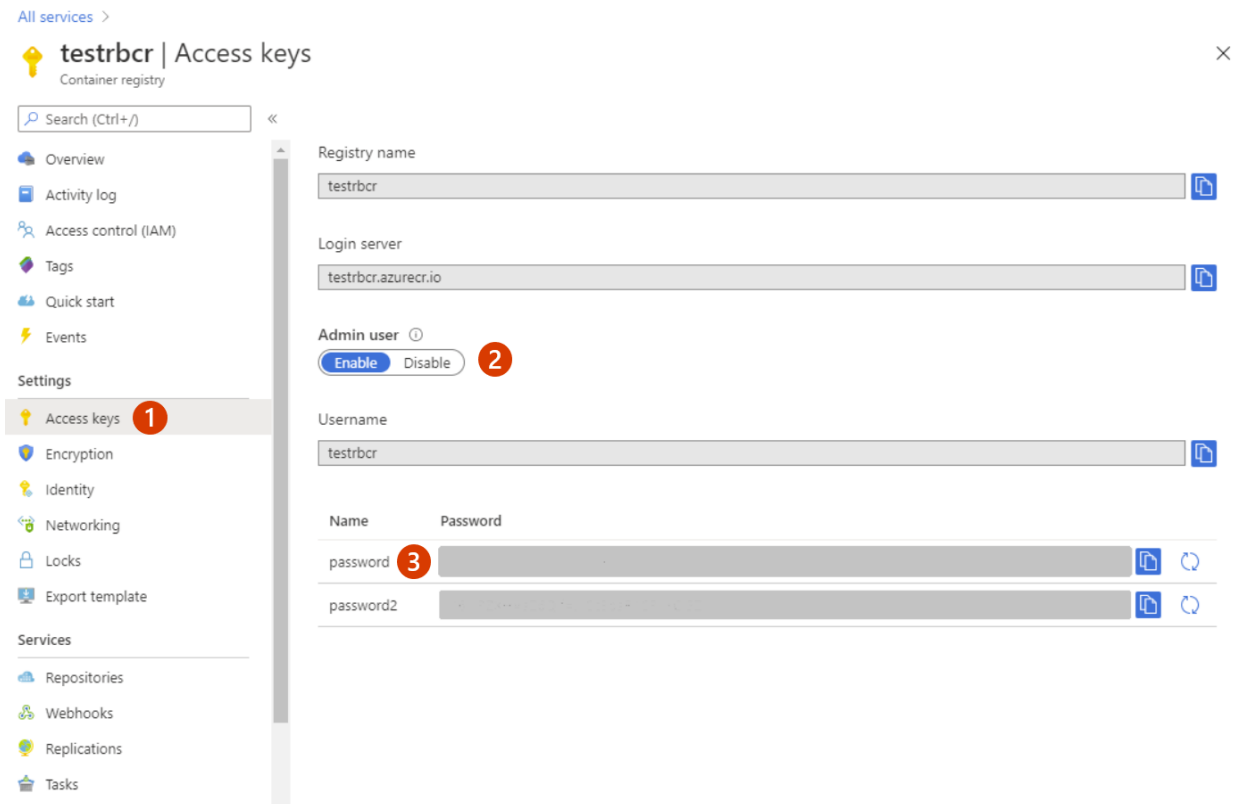 All services >
testrbcr | Access keys
Container registry
Search (Ctrl+/)
«
Overview
Activity log
Access control (IAM)
Tags
Quick start
Events
Settings
Access keys 1
Encryption
Identity
Networking
Locks
Export template
Services
Repositories
Webhooks
Replications
Tasks
Registry name
testrbcr
Login server
testrbcr.azurecr.io
Admin user
Enable Disable 2
Username
testrbcr
Name Password
password 3
password2